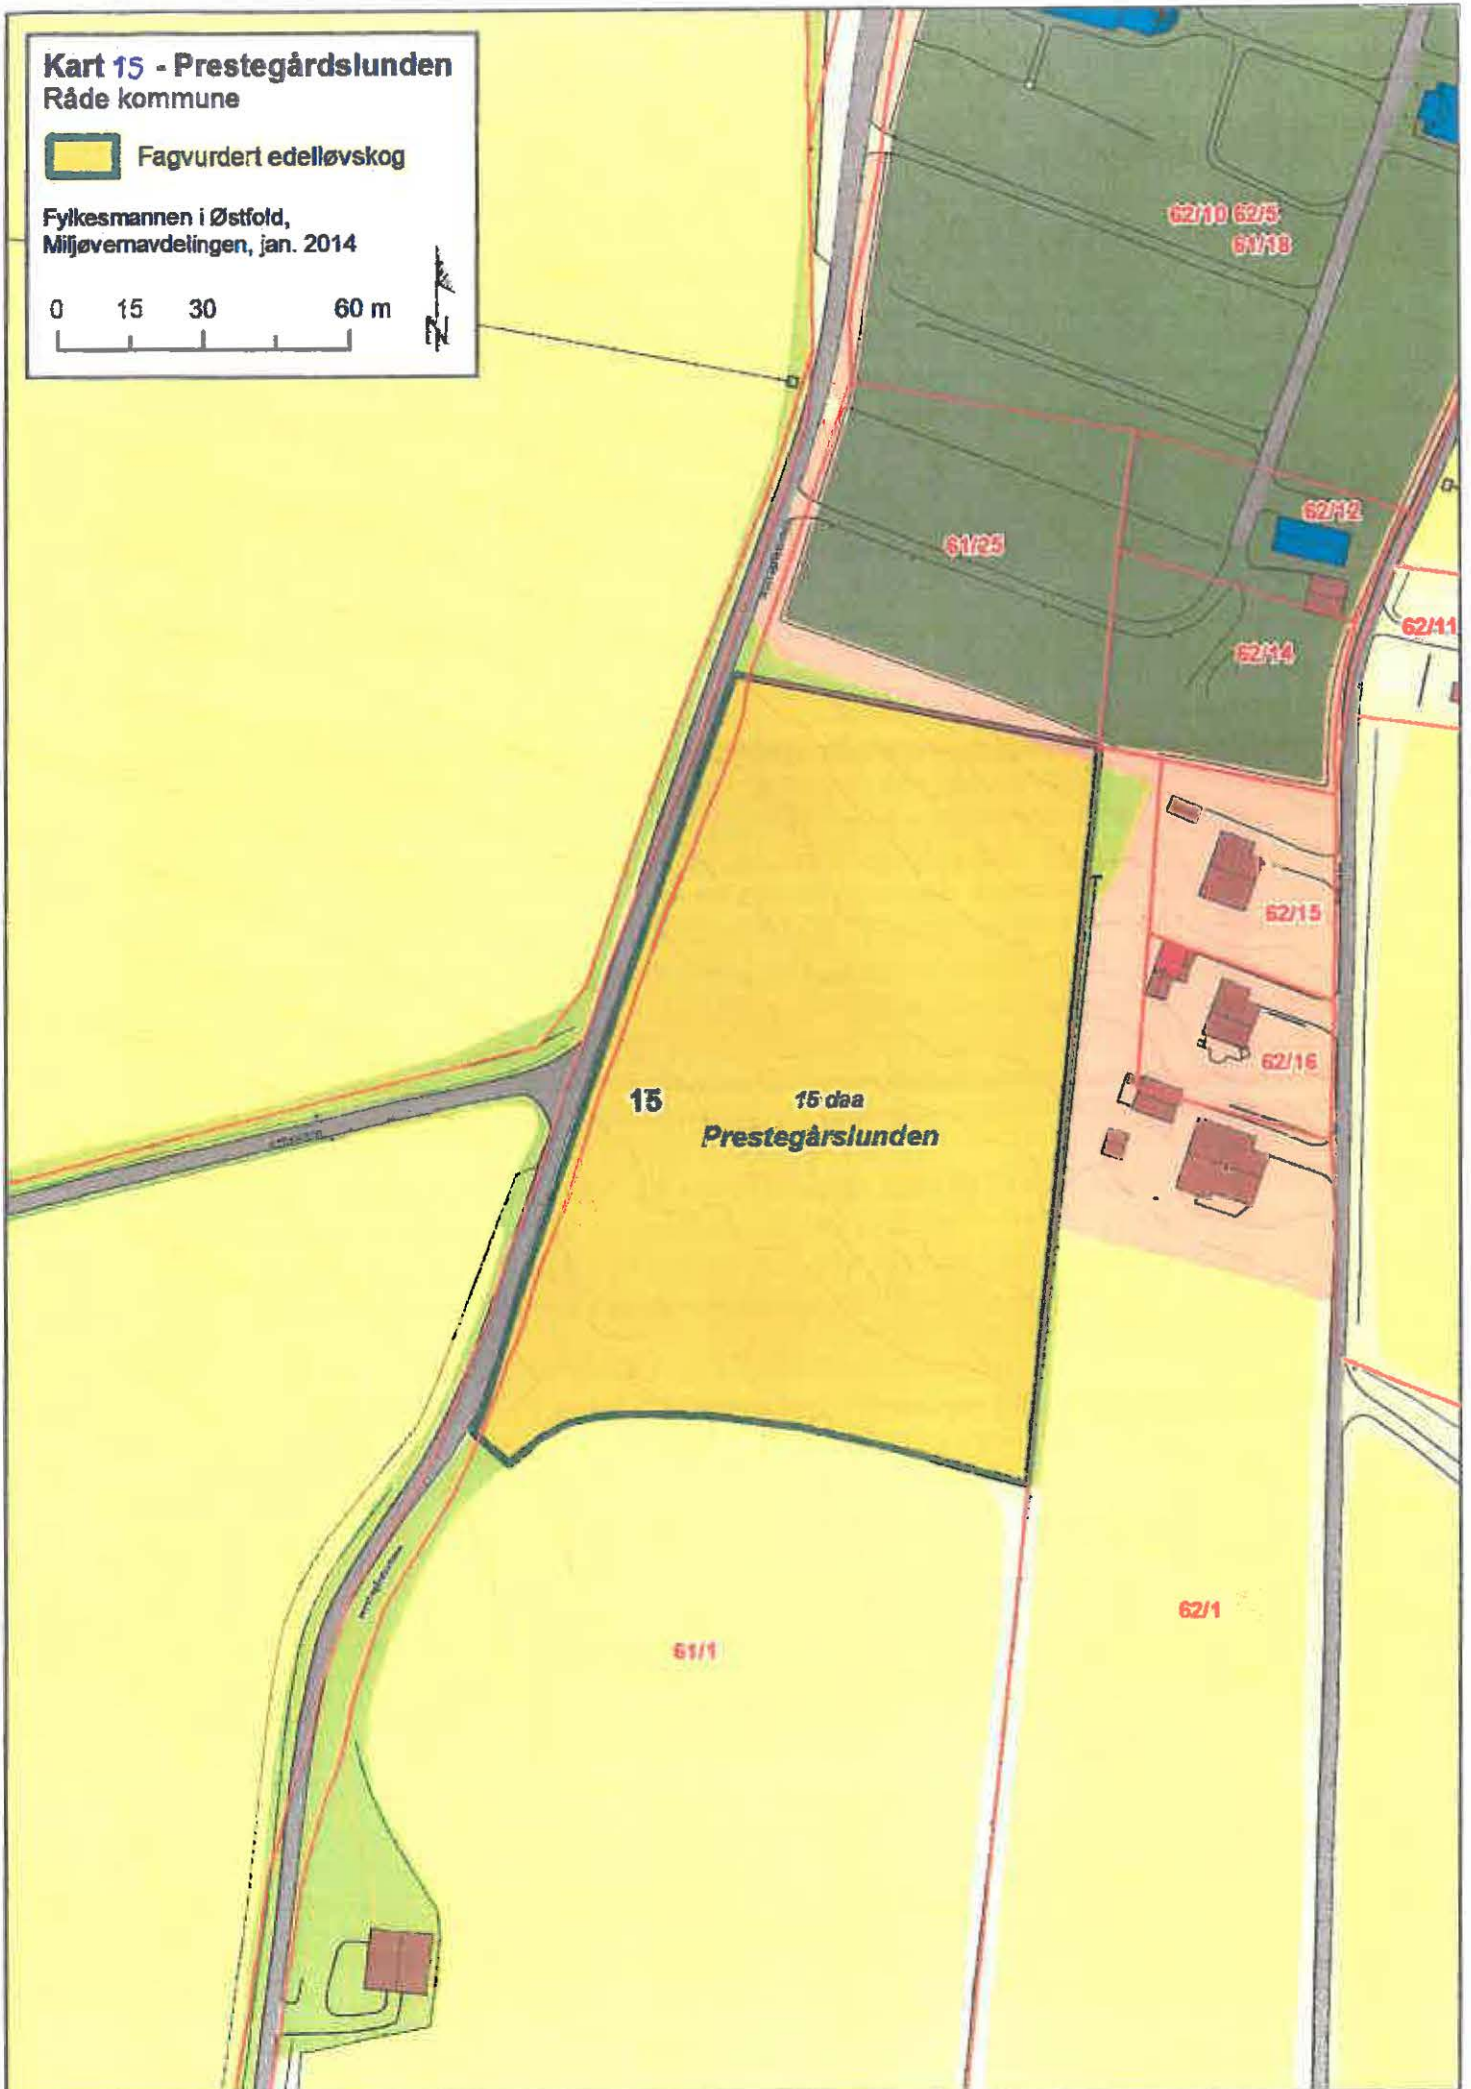 Kart 15 - Prestegårdslunden
Råde kommune
Fagvurdert edelløvskog
Fylkesmannen i Østfold,
Miljøvernavdelingen, jan. 2014
0 15 30 60 m
N
62/10 62/5
61/18
62/12
61/25
62/11
62/14
62/15
62/16
15
15 daa
Prestegårslunden
62/1
61/1